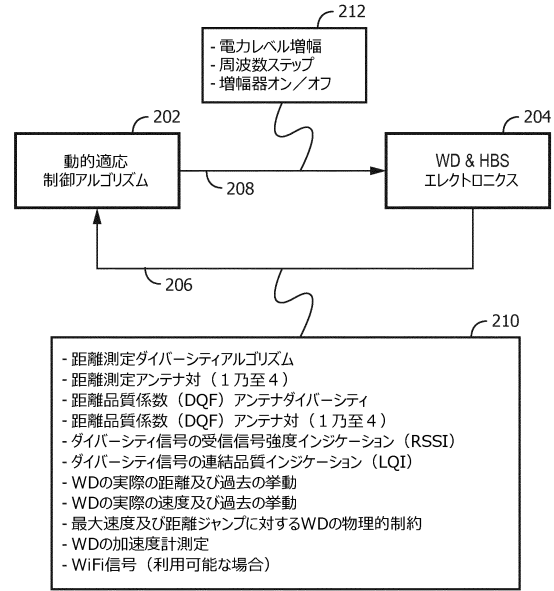 212
- 電力レベル増幅
- 周波数ステップ
- 増幅器オン／オフ
202
204
動的適応
制御アルゴリズム
WD & HBS
エレクトロニクス
208
206
210
- 距離測定ダイバーシティアルゴリズム
- 距離測定アンテナ対（１乃至４）
- 距離品質係数（DQF）アンテナダイバーシティ
- 距離品質係数（DQF）アンテナ対（１乃至４）
- ダイバーシティ信号の受信信号強度インジケーション（RSSI）
- ダイバーシティ信号の連結品質インジケーション（LQI）
- WDの実際の距離及び過去の挙動
- WDの実際の速度及び過去の挙動
- 最大速度及び距離ジャンプに対するWDの物理的制約
- WDの加速度計測定
- WiFi信号（利用可能な場合）